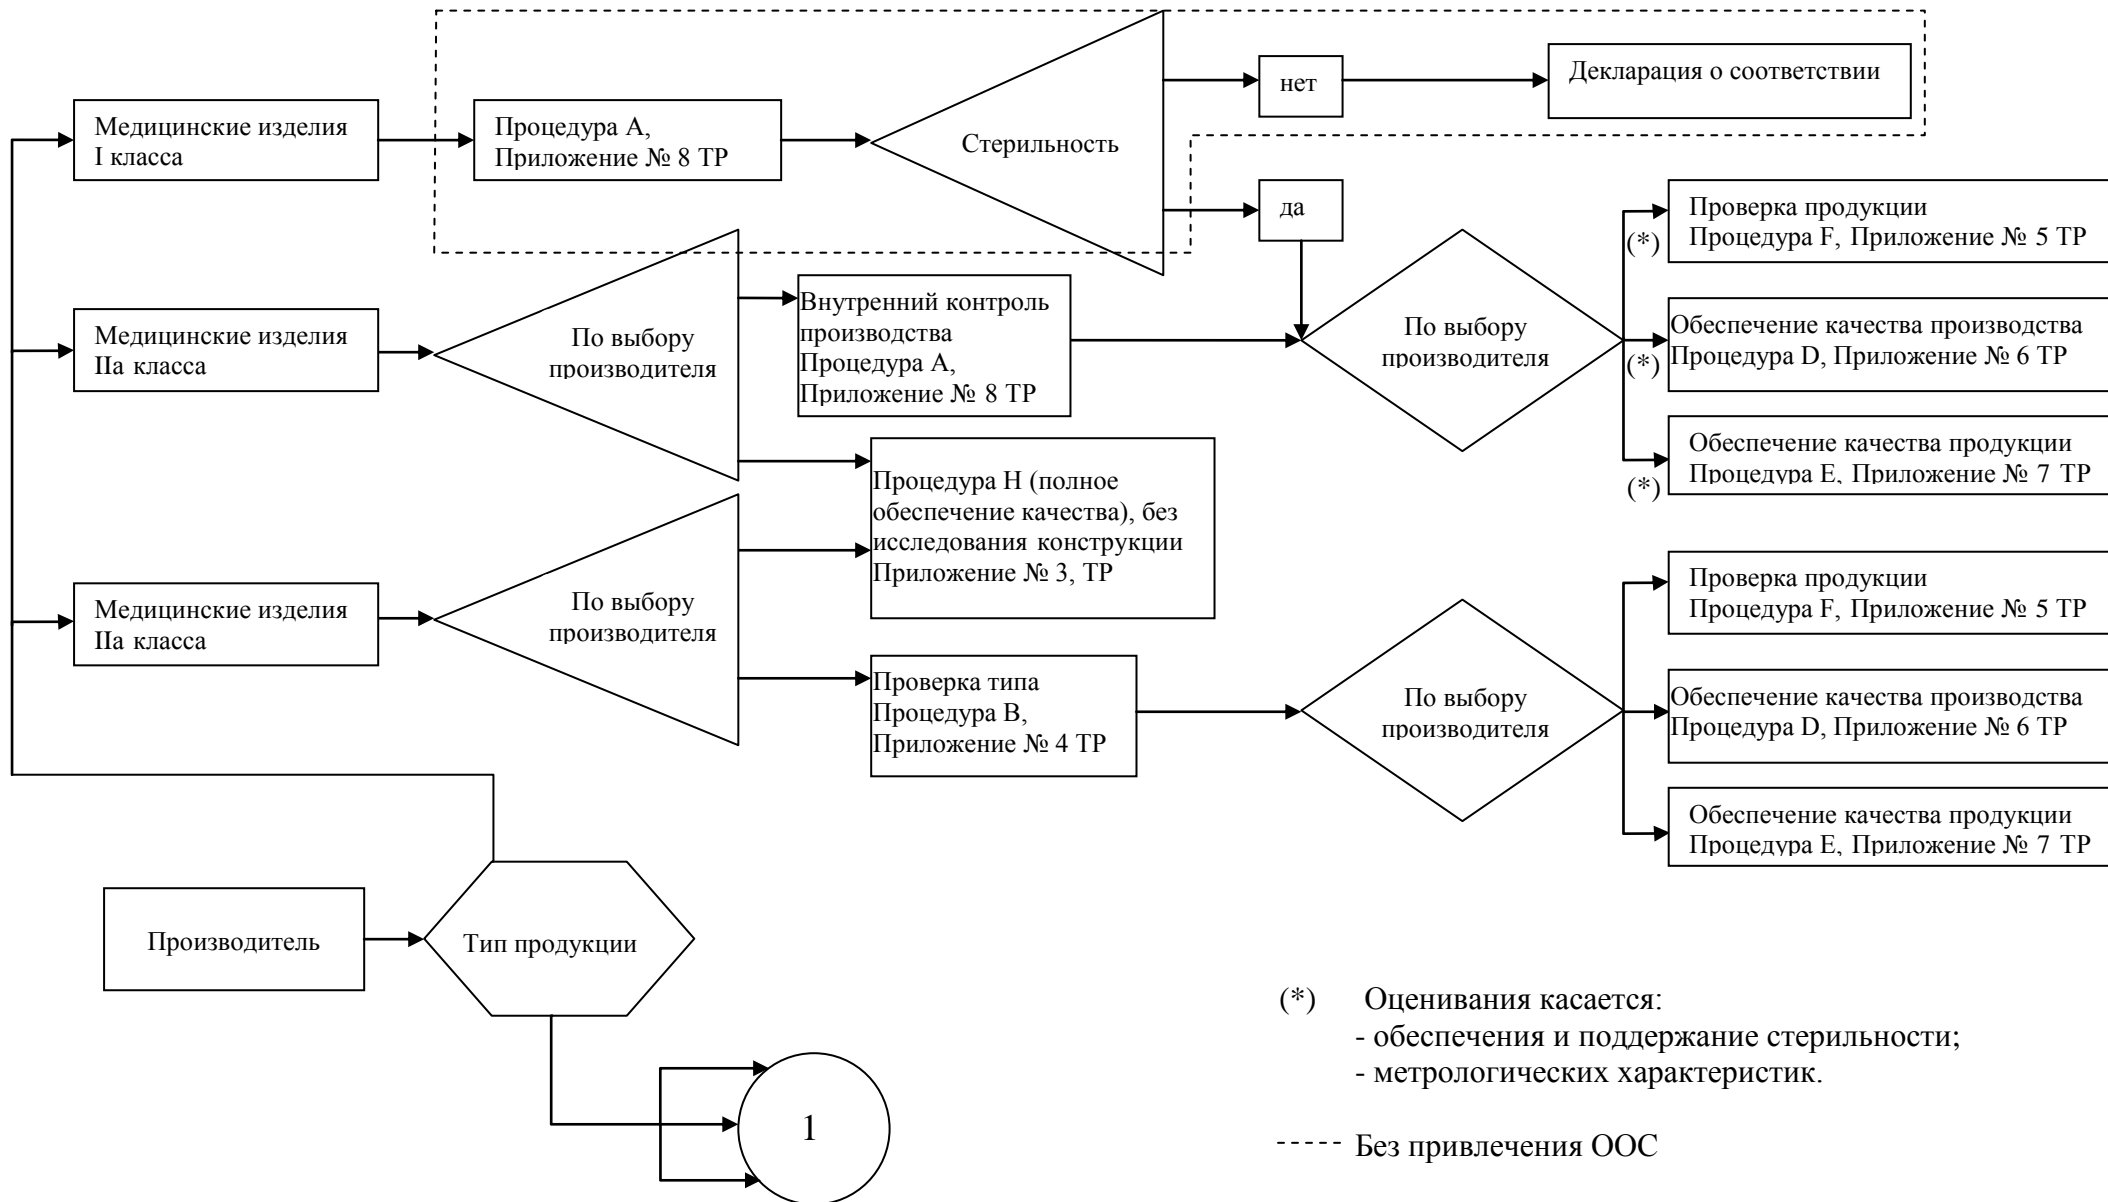 Медицинские изделия
I класса
Процедура А,
Приложение № 8 ТР
Стерильность
нет
Декларация о соответствии
да
Медицинские изделия
IIа класса
По выбору
производителя
Внутренний контроль
производства
Процедура А,
Приложение № 8 ТР
По выбору
производителя
Проверка продукции
Процедура F, Приложение № 5 ТР
(*)
Обеспечение качества производства
Процедура D, Приложение № 6 ТР
(*)
Обеспечение качества продукции
Процедура Е, Приложение № 7 ТР
(*)
Процедура Н (полное
обеспечение качества), без
исследования конструкции
Приложение № 3, ТР
Медицинские изделия
IIа класса
По выбору
производителя
Проверка типа
Процедура В,
Приложение № 4 ТР
По выбору
производителя
Проверка продукции
Процедура F, Приложение № 5 ТР
Обеспечение качества производства
Процедура D, Приложение № 6 ТР
Обеспечение качества продукции
Процедура Е, Приложение № 7 ТР
Производитель
Тип продукции
1
(*) Оценивания касается:
- обеспечения и поддержание стерильности;
- метрологических характеристик.
----- Без привлечения ООС